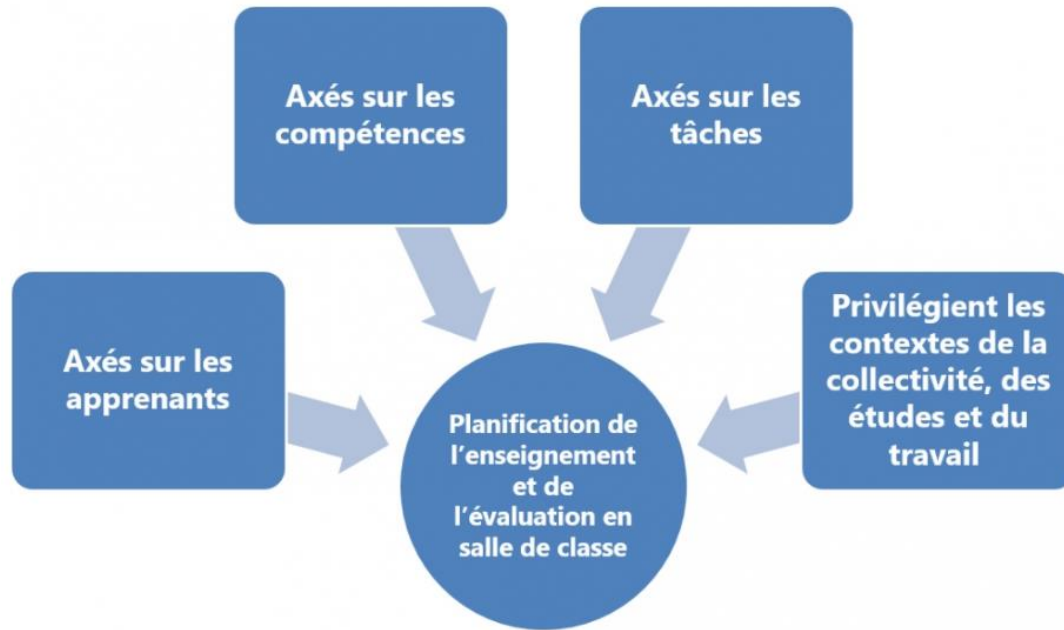 Axés sur les
compétences
Axés sur les
tâches
Axés sur les
apprenants
Privilégient les
contextes de la
collectivité, des
études et du
travail
Planification de
l'enseignement
et de
l'évaluation en
salle de classe